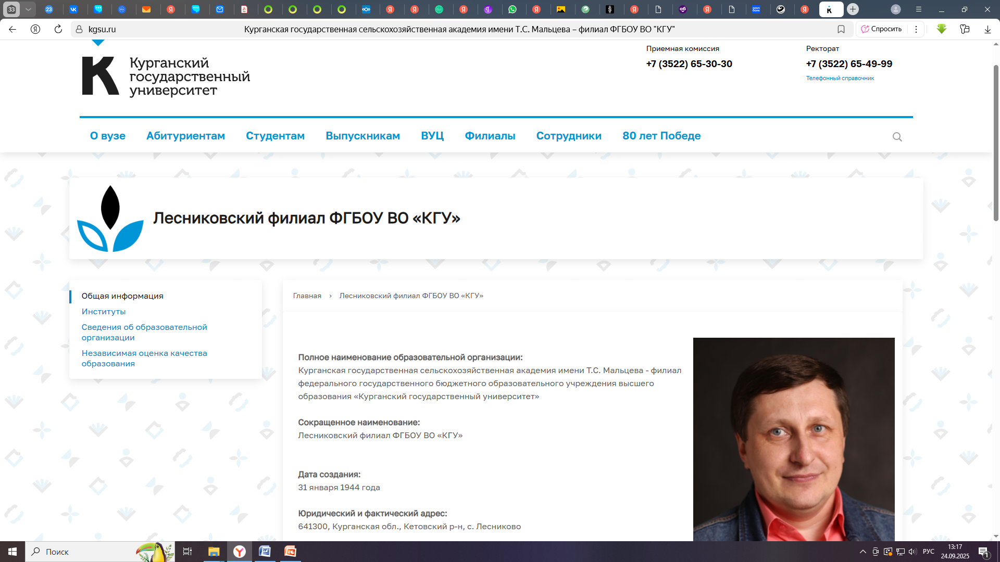 33
23
kgsu.ru
Курганская государственная сельскохозяйственная академия имени Т.С. Мальцева – филиал ФГБОУ ВО "КГУ"
Спросить
Курганский
государственный
университет
Приемная комиссия
+7 (3522) 65-30-30
Ректорат
+7 (3522) 65-49-99
Телефонный справочник
О вузе Абитуриентам Студентам Выпускникам ВУЦ Филиалы Сотрудники 80 лет Победе
Лесниковский филиал ФГБОУ ВО «КГУ»
Общая информация
Институты
Сведения об образовательной
организации
Независимая оценка качества
образования
Главная › Лесниковский филиал ФГБОУ ВО «КГУ»
Полное наименование образовательной организации:
Курганская государственная сельскохозяйственная академия имени Т.С. Мальцева - филиал
федерального государственного бюджетного образовательного учреждения высшего
образования «Курганский государственный университет»
Сокращенное наименование:
Лесниковский филиал ФГБОУ ВО «КГУ»
Дата создания:
31 января 1944 года
Юридический и фактический адрес:
641300, Курганская обл., Кетовский р-н, с. Лесниково
Поиск
РУС
13:17
24.09.2025
1